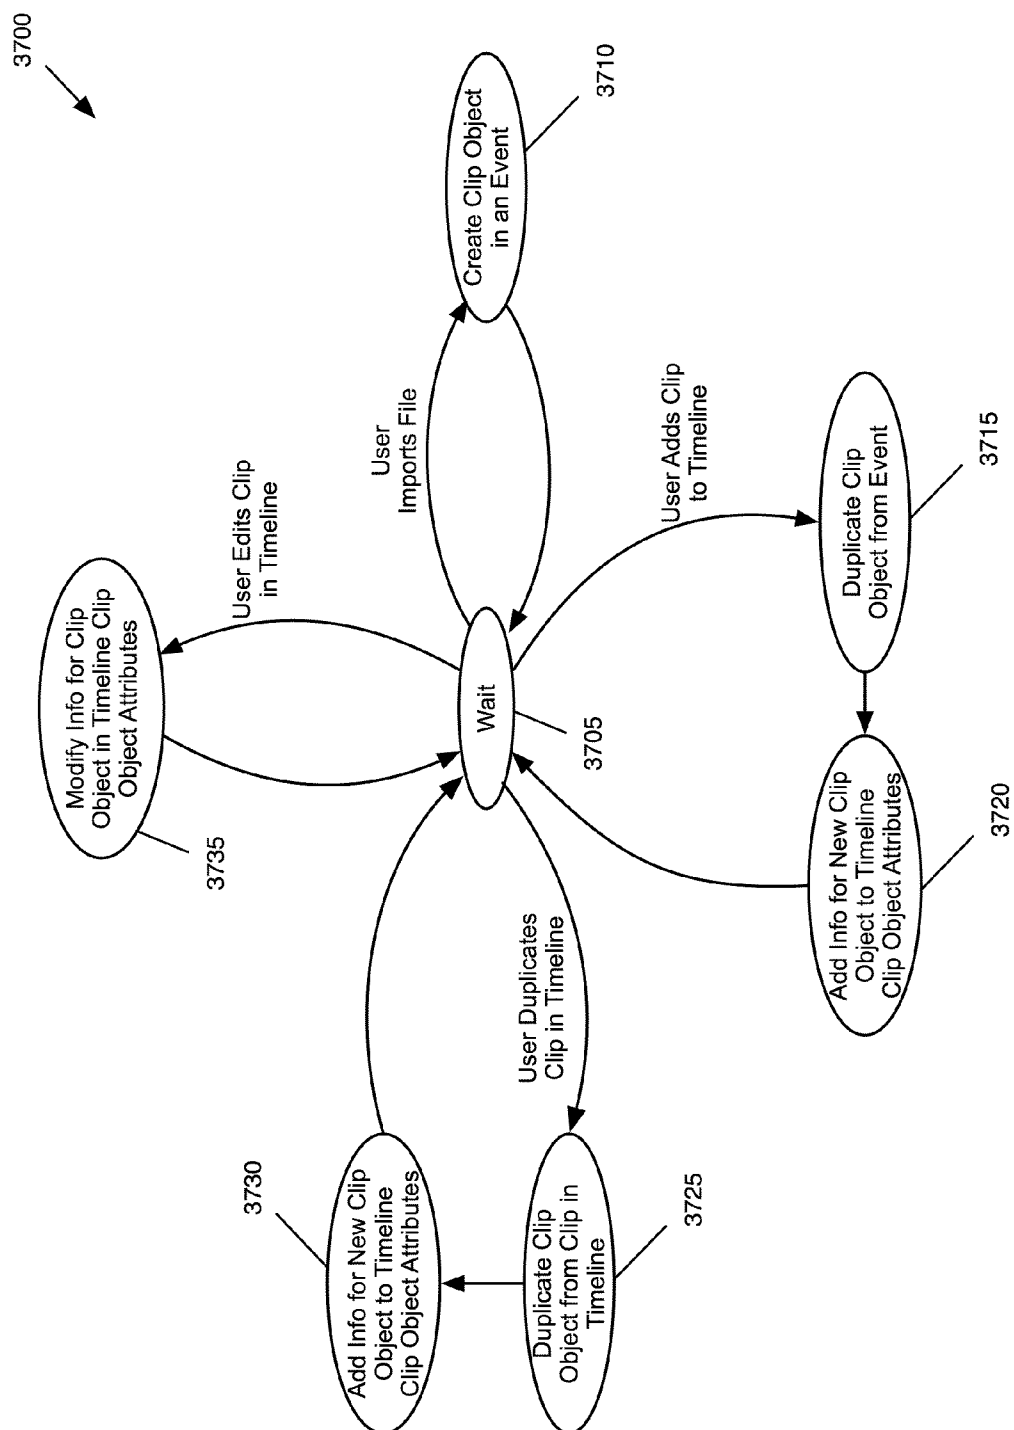 3700
Create Clip Object
in an Event
3710
User
Imports File
User Edits Clip
in Timeline
User Adds Clip
to Timeline
Duplicate Clip
Object from Event
3715
Modify Info for Clip
Object in Timeline Clip
Object Attributes
3735
Wait
3705
Add Info for New Clip
Object to Timeline
Clip Object Attributes
3720
User Duplicates
Clip in Timeline
Add Info for New Clip
Object to Timeline
Clip Object Attributes
3730
Duplicate Clip
Object from Clip in
Timeline
3725